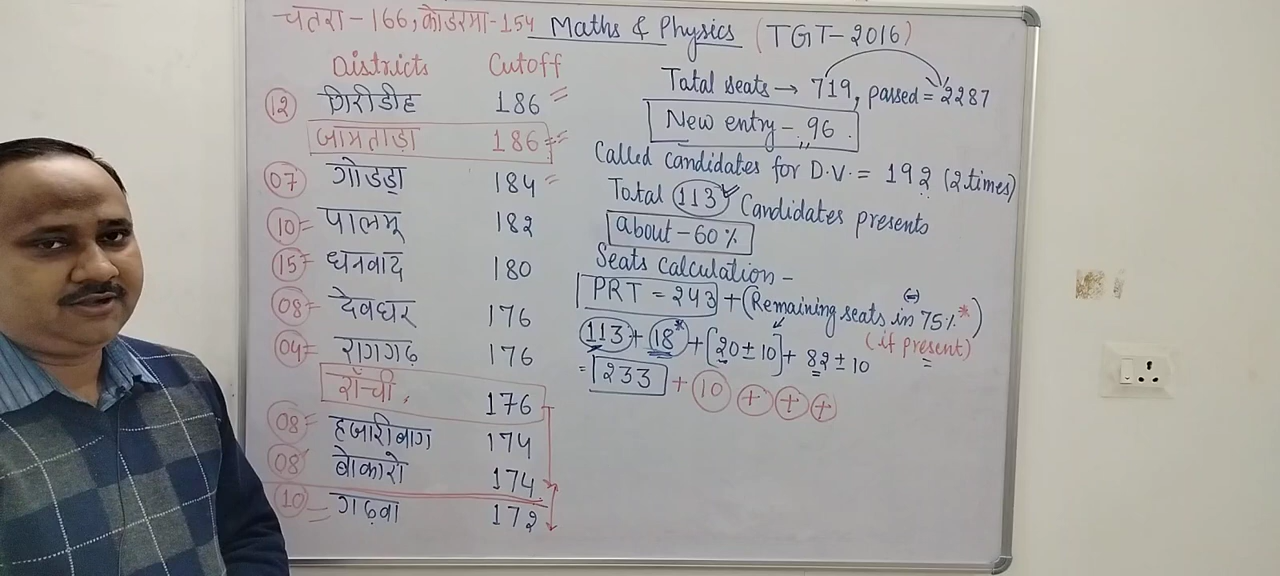 चतरा - 166, कोडरमा - 154 Maths & Physics (TGT - 2016)
Districts Cutoff
12 गिरीडीह 186
जामताड़ा 186
07 गोड्डा 184
10 पालमू 182
15 धनवाद 180
08 देवघर 176
04 रामगढ़ 176
राँची 176
08 हजारीबाग 174
08 बोकारो 174
10 गढ़वा 172
Total seats → 719, passed = 2287
New entry - 96
Called candidates for D.V. = 192 (2 times)
Total 113 Candidates presents
about - 60%
Seats calculation -
PRT = 243 + (Remaining seats in 75%*)
(if present)
113 + 18* + [20 ± 10] + 82 ± 10
= 233 + 10 + + +